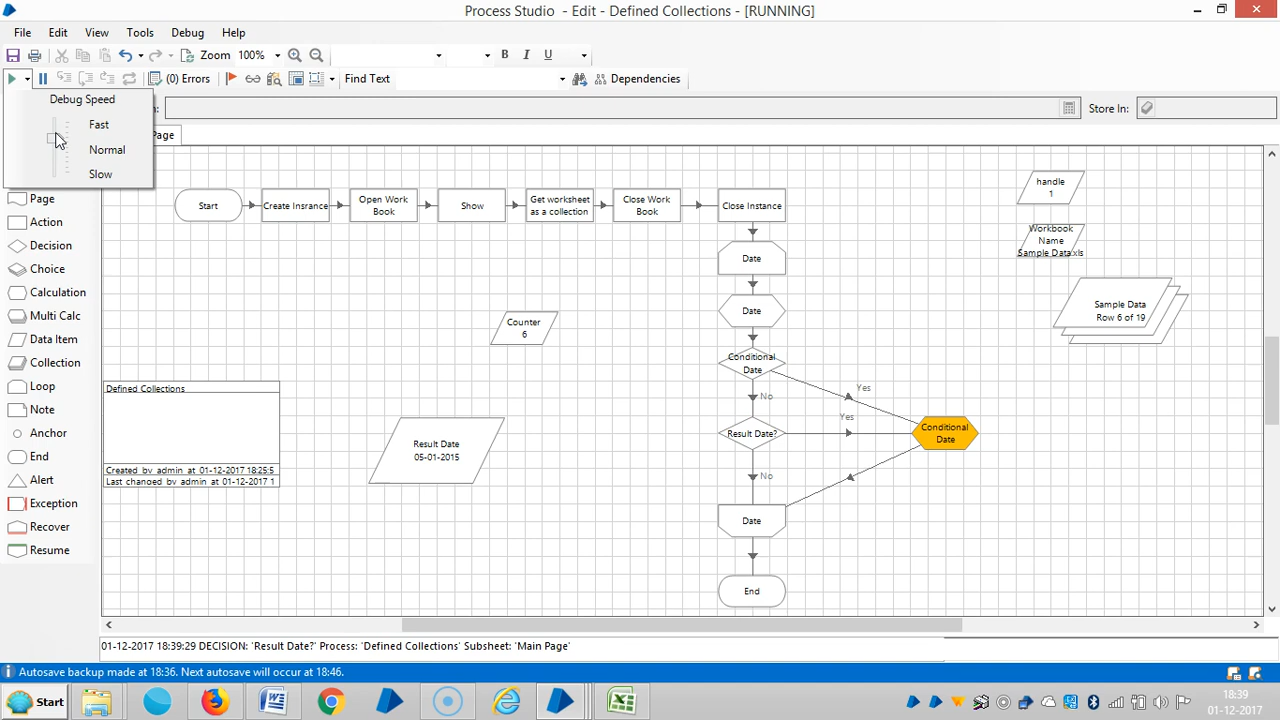 Process Studio - Edit - Defined Collections - [RUNNING]
File Edit View Tools Debug Help
Zoom 100% B I U
(0) Errors Find Text Dependencies
Debug Speed
Store In:
Fast
Page
Normal
Slow
Page
Action
Decision
Choice
Calculation
Multi Calc
Data Item
Collection
Loop
Note
Anchor
End
Alert
Exception
Recover
Resume
Start
Create Insrance
Open Work
Book
Show
Get worksheet
as a collection
Close Work
Book
Close Instance
handle
1
Workbook
Name
Sample Data.xls
Date
Sample Data
Row 6 of 19
Date
Counter
6
Conditional
Date
Yes
No
Yes
Defined Collections
Result Date?
Conditional
Date
Result Date
05-01-2015
Created by admin at 01-12-2017 18:25:5
Last changed by admin at 01-12-2017 1
No
Date
End
01-12-2017 18:39:29 DECISION: 'Result Date?' Process: 'Defined Collections' Subsheet: 'Main Page'
Autosave backup made at 18:36. Next autosave will occur at 18:46.
Start
18:39
01-12-2017